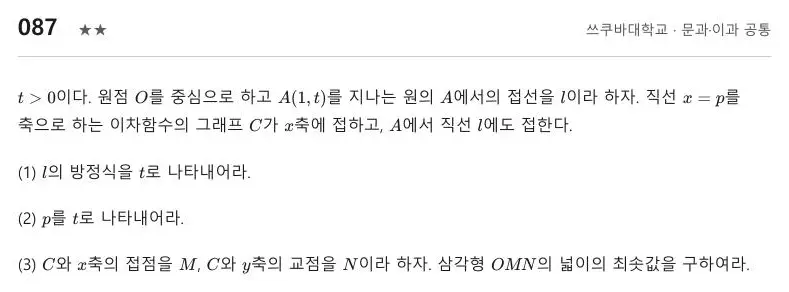 087 ★★ 쓰쿠바대학교 · 문과·이과 공통
t > 0이다. 원점 O를 중심으로 하고 A(1, t)를 지나는 원의 A에서의 접선을 l이라 하자. 직선 x = p를
축으로 하는 이차함수의 그래프 C가 x축에 접하고, A에서 직선 l에도 접한다.
(1) l의 방정식을 t로 나타내어라.
(2) p를 t로 나타내어라.
(3) C와 x축의 접점을 M, C와 y축의 교점을 N이라 하자. 삼각형 OMN의 넓이의 최솟값을 구하여라.